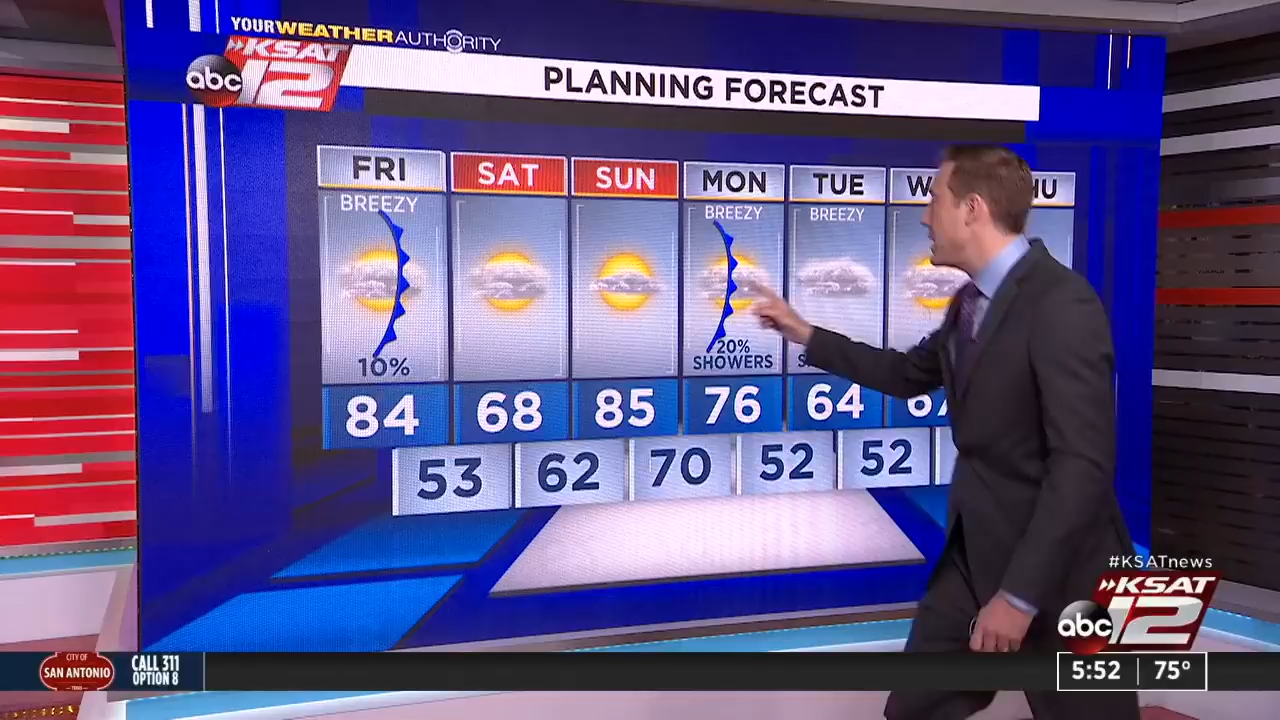 YOUR WEATHER AUTHORITY
KSAT
abc 12
PLANNING FORECAST
FRI SAT SUN MON TUE
BREEZY BREEZY BREEZY
10% 20%
SHOWERS
84 68 85 76 64
53 62 70 52 52
#KSATnews
KSAT
abc 12
CITY OF
SAN ANTONIO
CALL 311
OPTION 8
5:52 75°